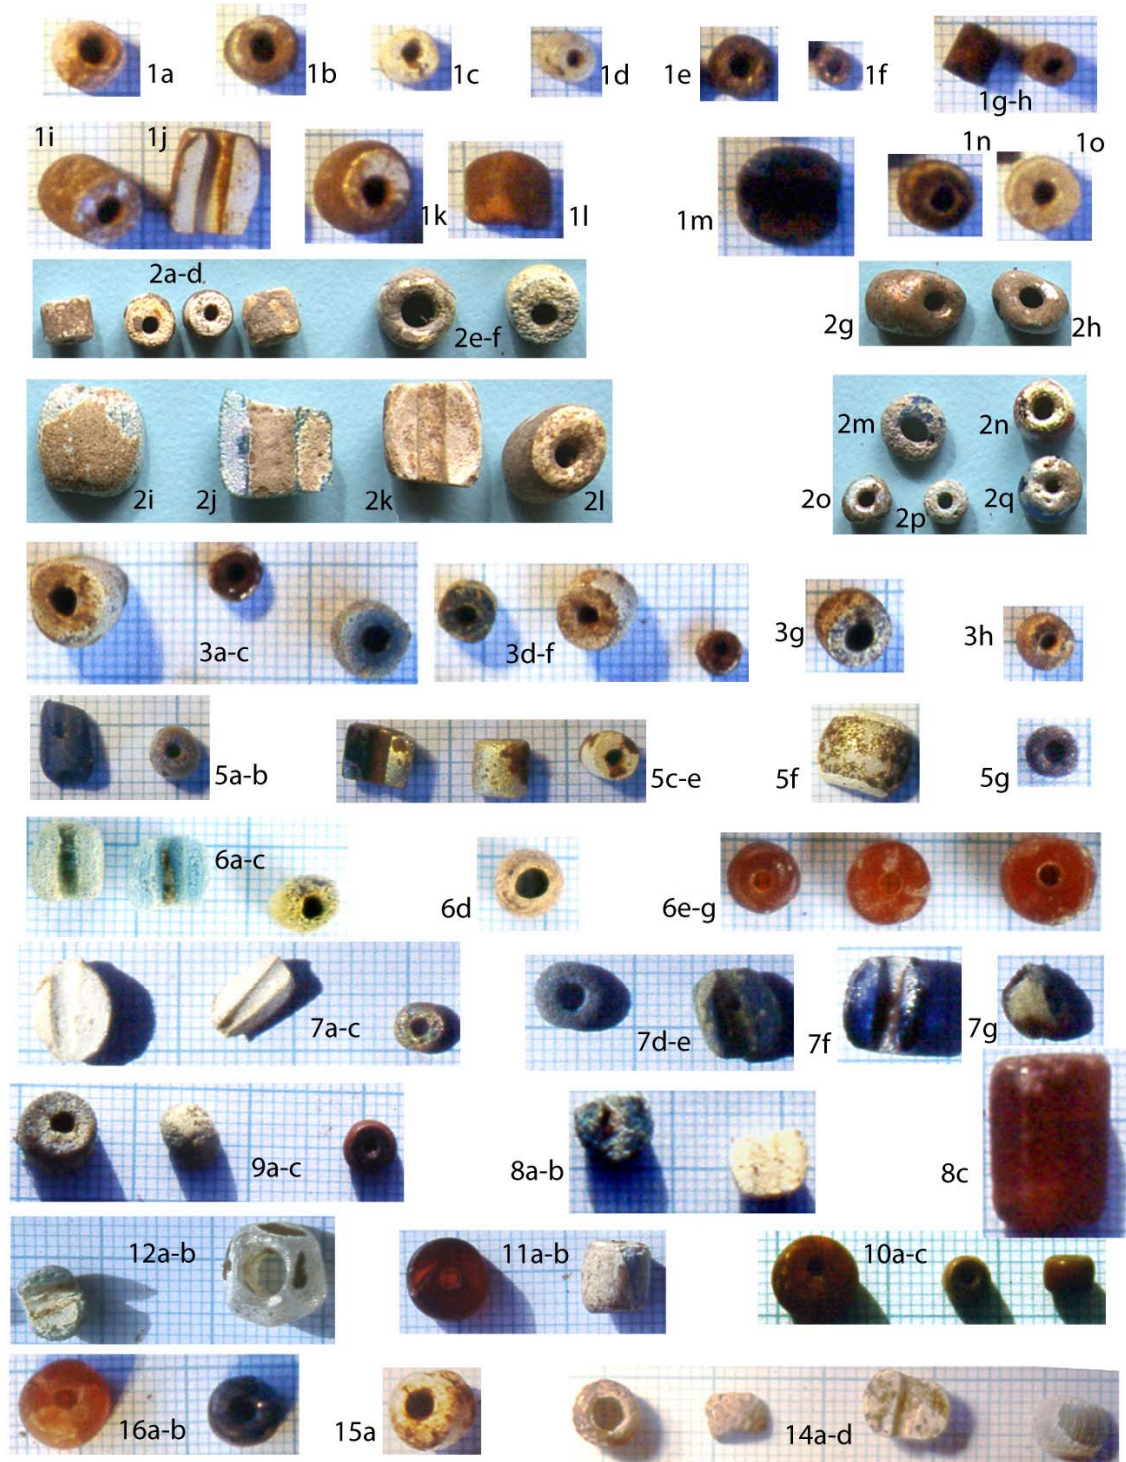 1a 1b 1c 1d 1e 1f
1g-h
1i 1j 1k 1l 1m 1n 1o
2a-d
2e-f 2g 2h
2i 2j 2k 2l 2m 2n
2o 2p 2q
3a-c 3d-f 3g 3h
5a-b 5c-e 5f 5g
6a-c 6d 6e-g
7a-c 7d-e 7f 7g
9a-c 8a-b 8c
12a-b 11a-b 10a-c
16a-b 15a 14a-d